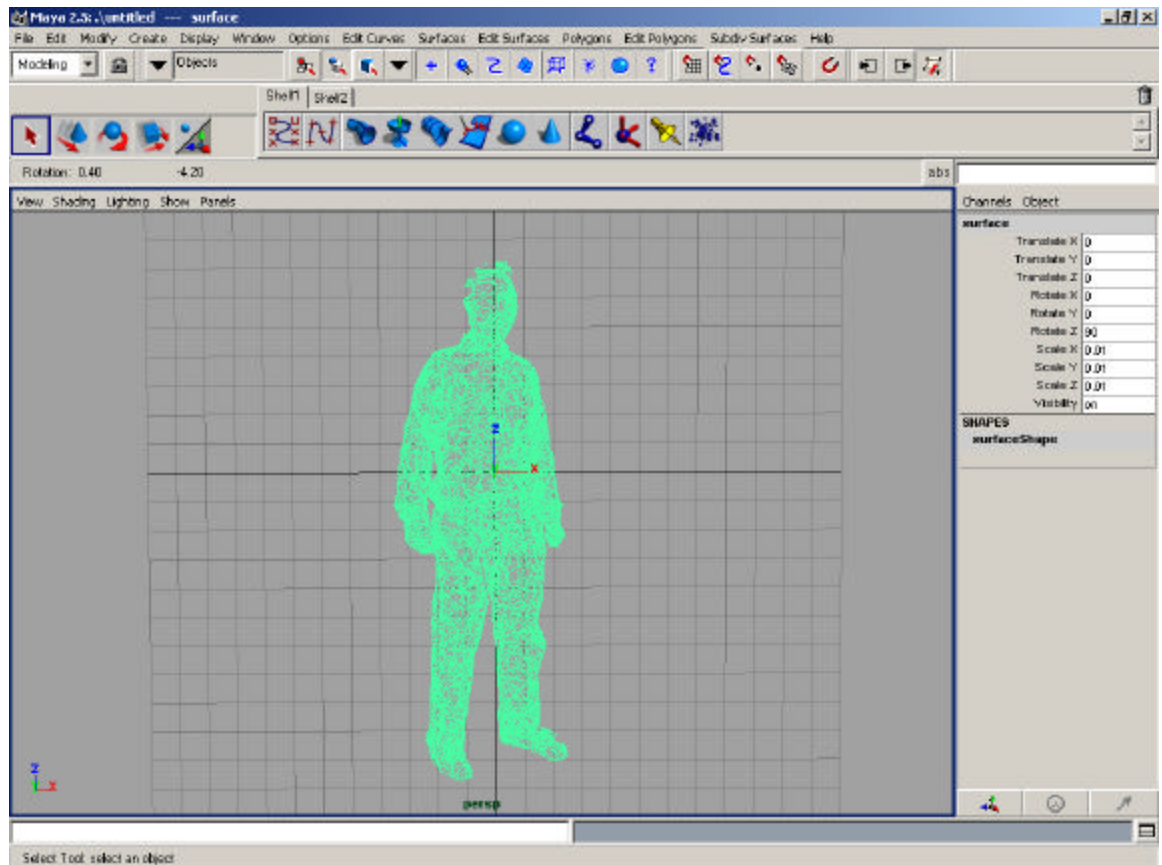 Maya 2.5: .\untitled --- surface
File Edit Modify Create Display Window Options Edit Curves Surfaces Edit Surfaces Polygons Edit Polygons Subdiv Surfaces Help
Modeling Objects
Shelf1 Shelf2
Rotation: 0.40 -4.20 abs
View Shading Lighting Show Panels
Channels Object
surface
Translate X 0
Translate Y 0
Translate Z 0
Rotate X 0
Rotate Y 0
Rotate Z 90
Scale X 0.01
Scale Y 0.01
Scale Z 0.01
Visibility on
SHAPES
surfaceShape
z
x
z
x
persp
Select Tool: select an object